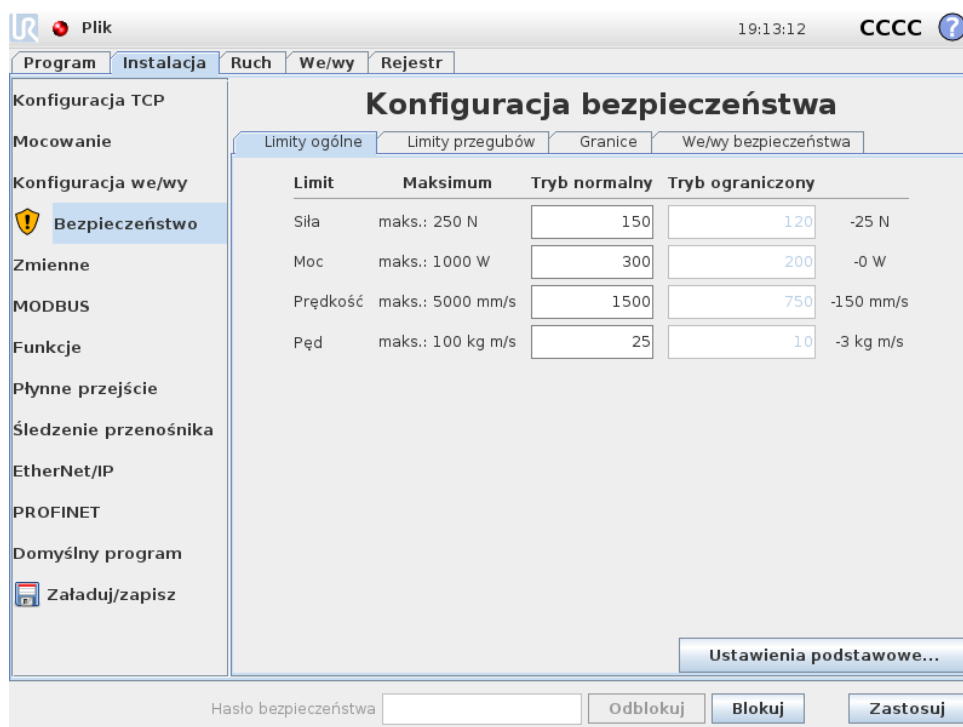 UR Plik 19:13:12 CCCC ?
Program Instalacja Ruch We/wy Rejestr
Konfiguracja TCP
Mocowanie
Konfiguracja we/wy
Bezpieczeństwo
Zmienne
MODBUS
Funkcje
Płynne przejście
Śledzenie przenośnika
EtherNet/IP
PROFINET
Domyślny program
Załaduj/zapisz
Konfiguracja bezpieczeństwa
Limity ogólne Limity przegubów Granice We/wy bezpieczeństwa
Limit Maksimum Tryb normalny Tryb ograniczony
Siła maks.: 250 N 150 120 -25 N
Moc maks.: 1000 W 300 200 -0 W
Prędkość maks.: 5000 mm/s 1500 750 -150 mm/s
Pęd maks.: 100 kg m/s 25 10 -3 kg m/s
Ustawienia podstawowe...
Hasło bezpieczeństwa Odblokuj Blokuj Zastosuj